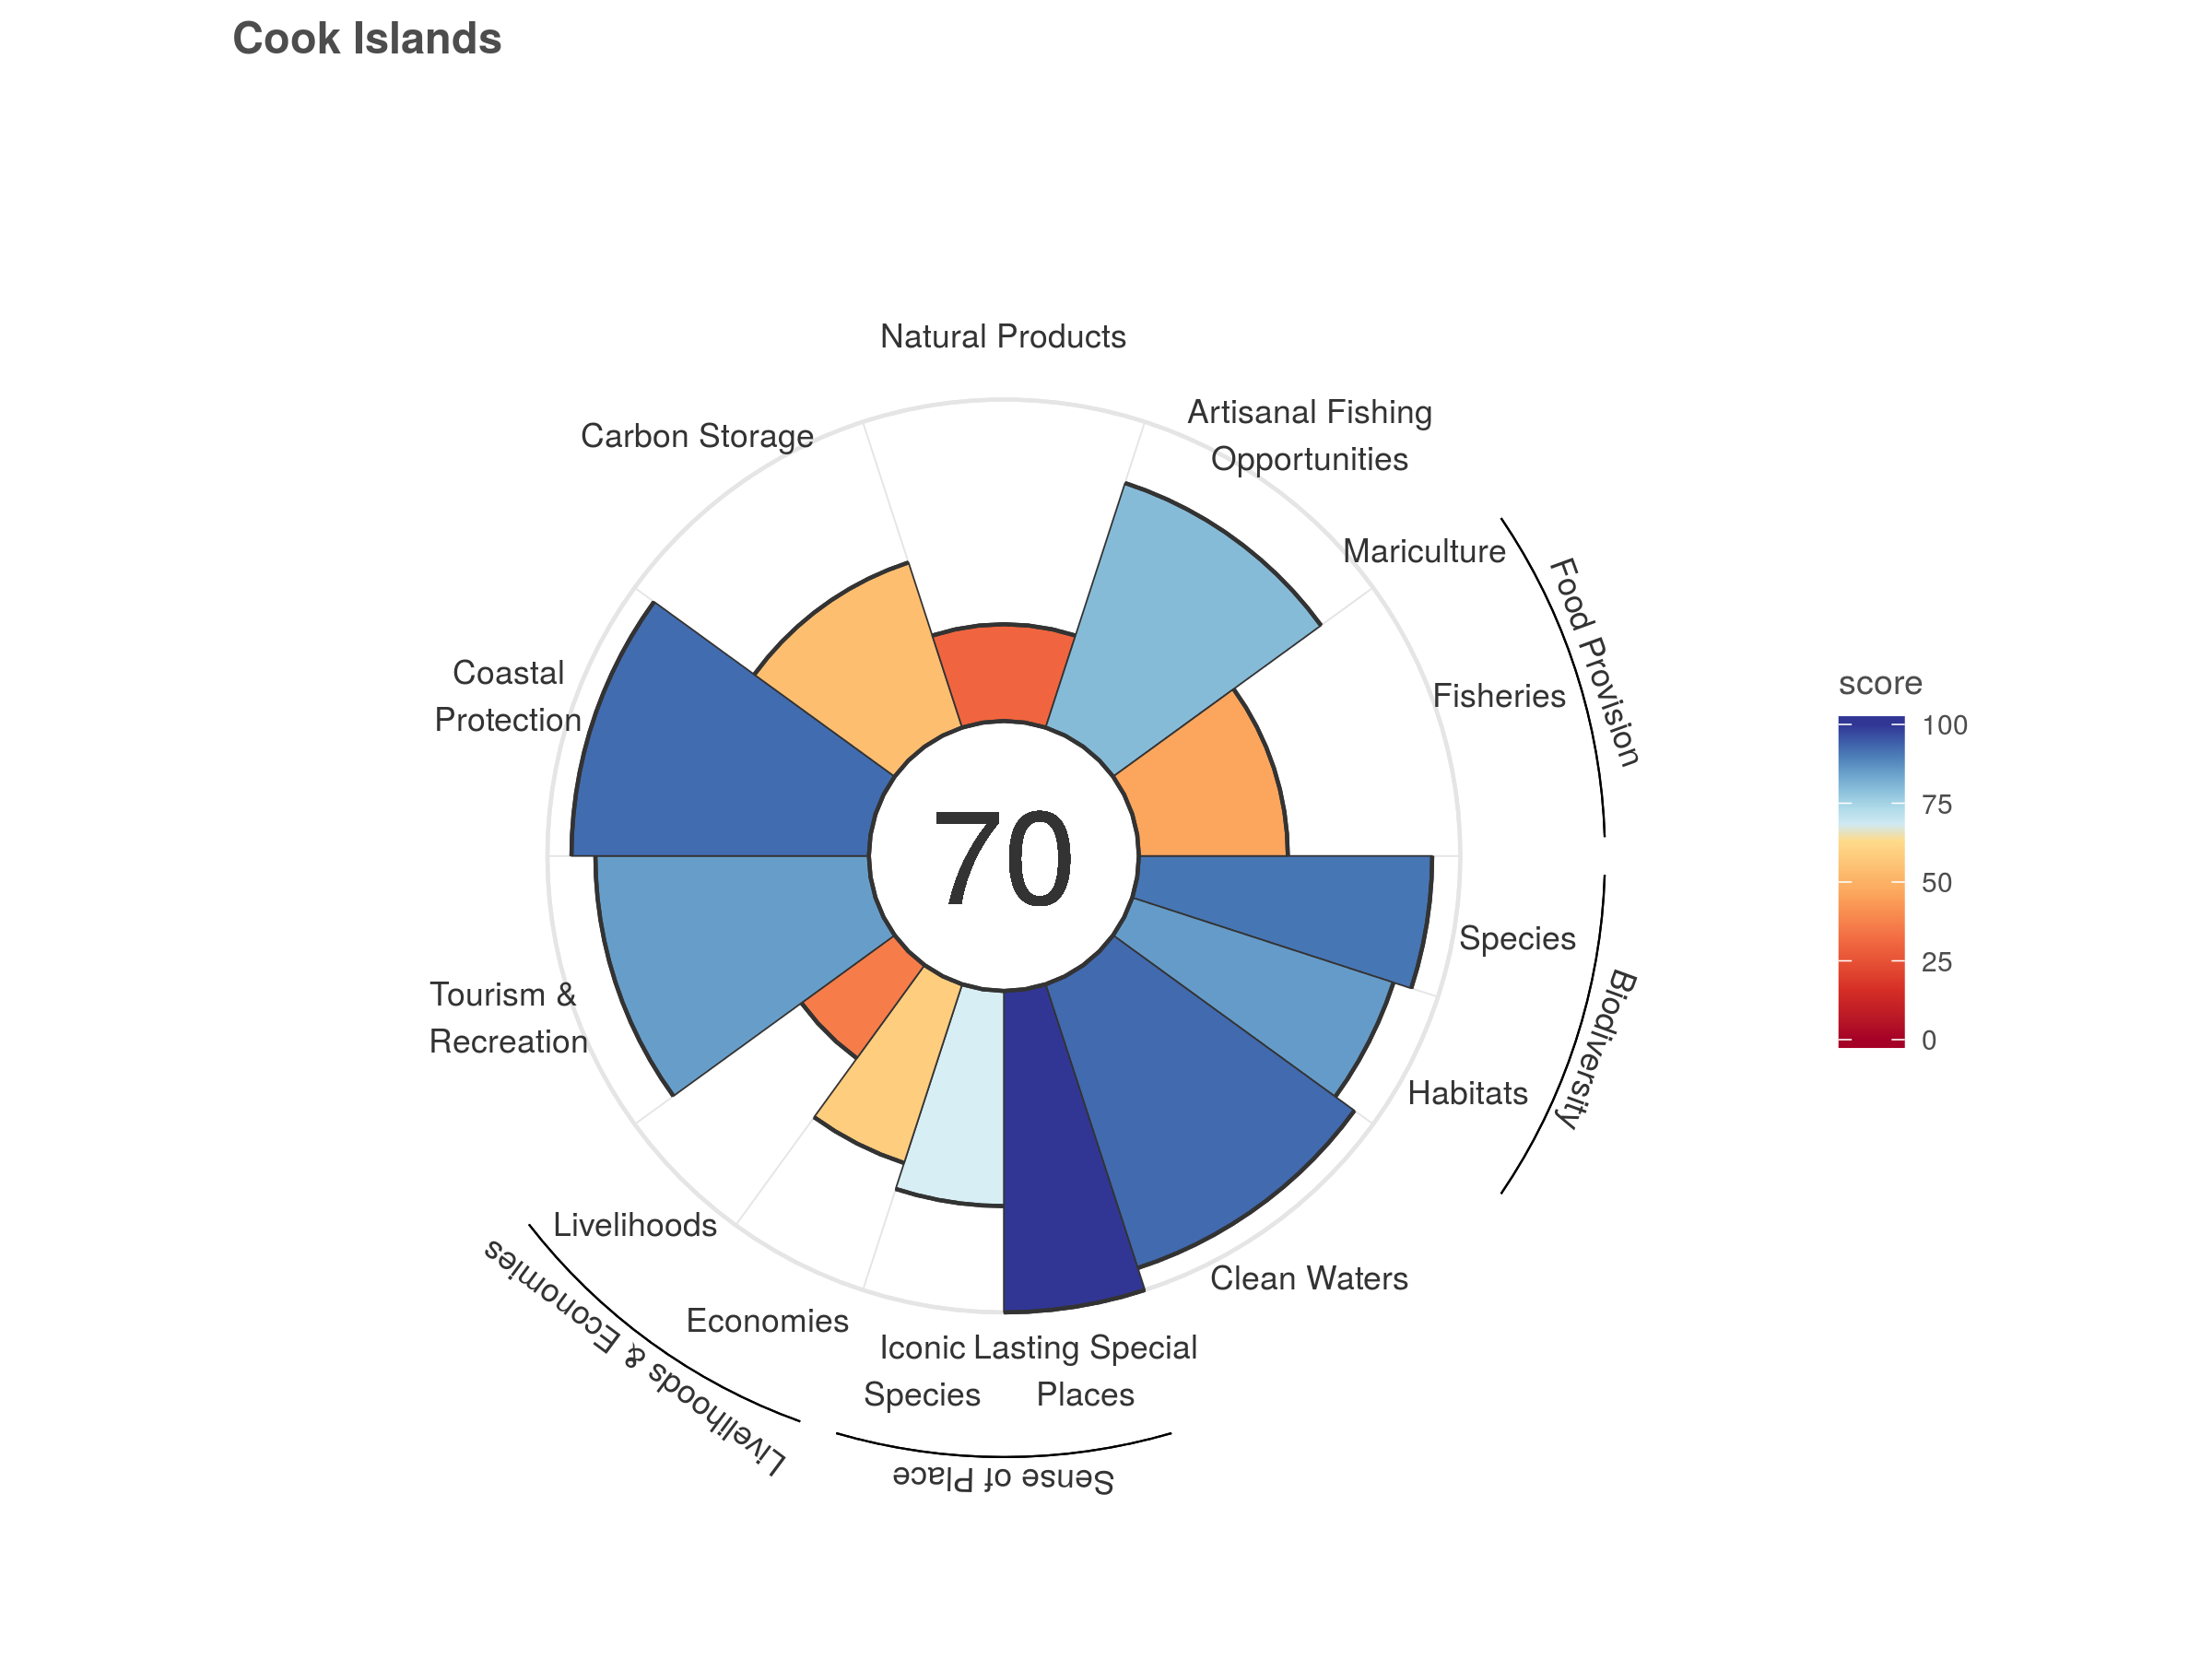 Cook Islands
Natural Products
Artisanal Fishing
Opportunities
Carbon Storage
Mariculture
Food Provision
Fisheries
Coastal
Protection
70
score
100
75
50
25
0
Species
Biodiversity
Habitats
Tourism &
Recreation
Livelihoods
Livelihoods & Economies
Economies
Clean Waters
Iconic
Species
Lasting Special
Places
Sense of Place